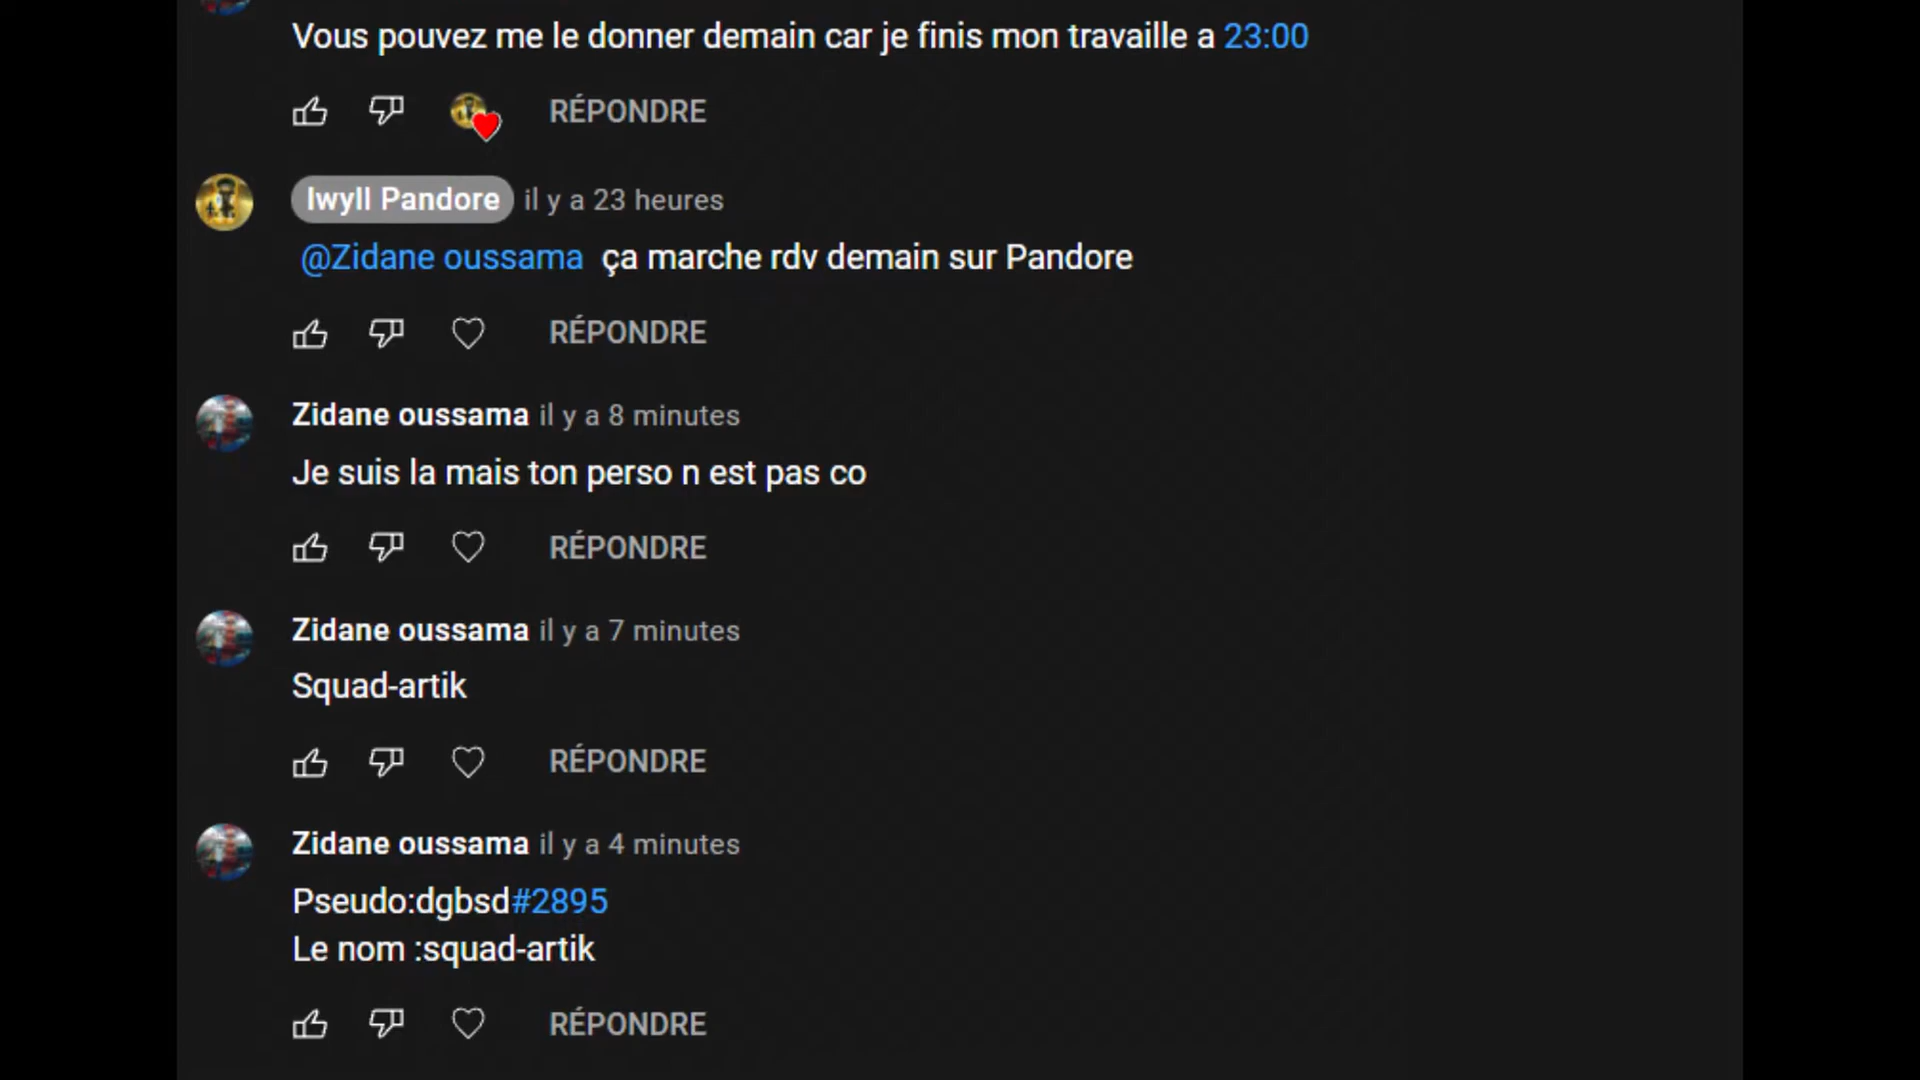 Vous pouvez me le donner demain car je finis mon travaille a 23:00
RÉPONDRE
Iwyll Pandore il y a 23 heures
@Zidane oussama ça marche rdv demain sur Pandore
RÉPONDRE
Zidane oussama il y a 8 minutes
Je suis la mais ton perso n est pas co
RÉPONDRE
Zidane oussama il y a 7 minutes
Squad-artik
RÉPONDRE
Zidane oussama il y a 4 minutes
Pseudo:dgbsd#2895
Le nom :squad-artik
RÉPONDRE